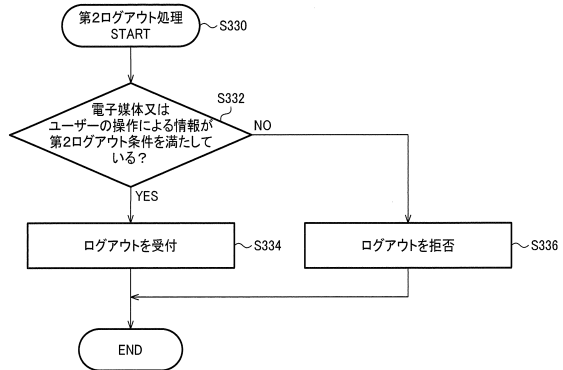 第2ログアウト処理
START
S330
電子媒体又は
ユーザーの操作による情報が
第2ログアウト条件を満たして
いる?
S332
NO
YES
ログアウトを受付
S334
ログアウトを拒否
S336
END